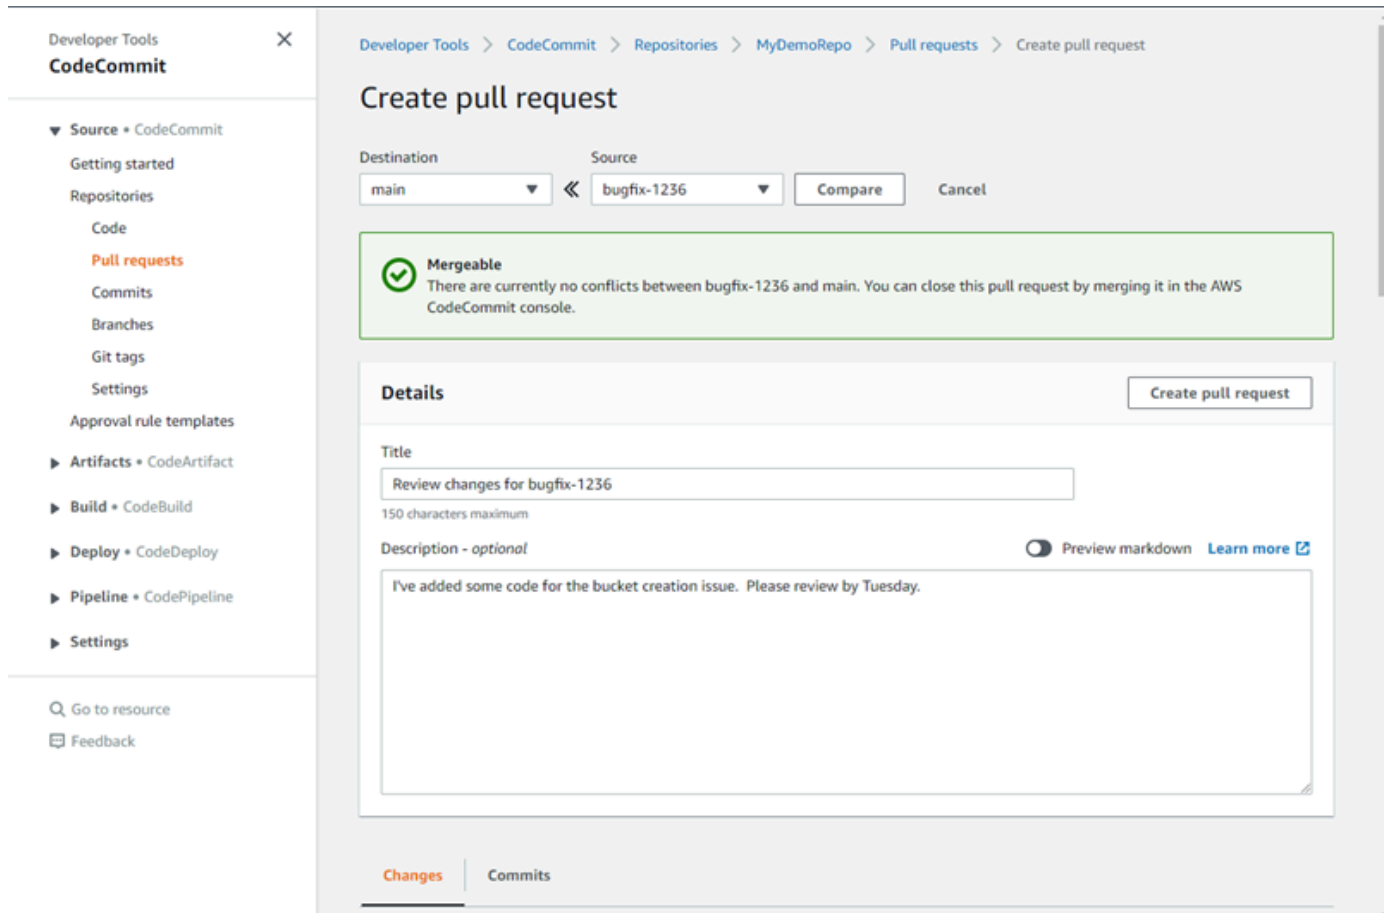 Developer Tools
CodeCommit
Source • CodeCommit
Getting started
Repositories
Code
Pull requests
Commits
Branches
Git tags
Settings
Approval rule templates
Artifacts • CodeArtifact
Build • CodeBuild
Deploy • CodeDeploy
Pipeline • CodePipeline
Settings
Go to resource
Feedback
Developer Tools > CodeCommit > Repositories > MyDemoRepo > Pull requests > Create pull request
Create pull request
Destination Source
main « bugfix-1236 Compare Cancel
Mergeable
There are currently no conflicts between bugfix-1236 and main. You can close this pull request by merging it in the AWS
CodeCommit console.
Details Create pull request
Title
Review changes for bugfix-1236
150 characters maximum
Description - optional Preview markdown Learn more
I've added some code for the bucket creation issue.  Please review by Tuesday.
Changes Commits